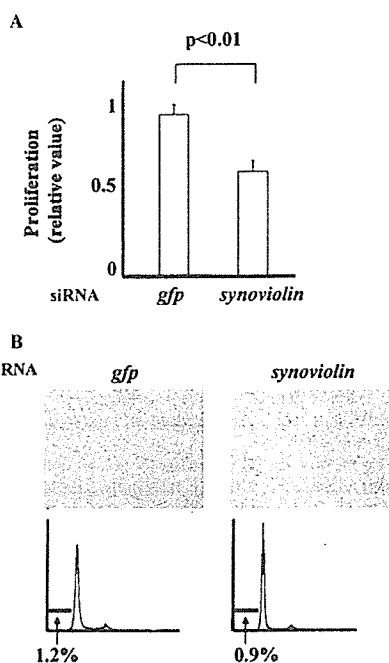 A
p<0.01
Proliferation
(relative value)
1
0.5
0
siRNA gfp synoviolin
B
RNA gfp synoviolin
1.2% 0.9%